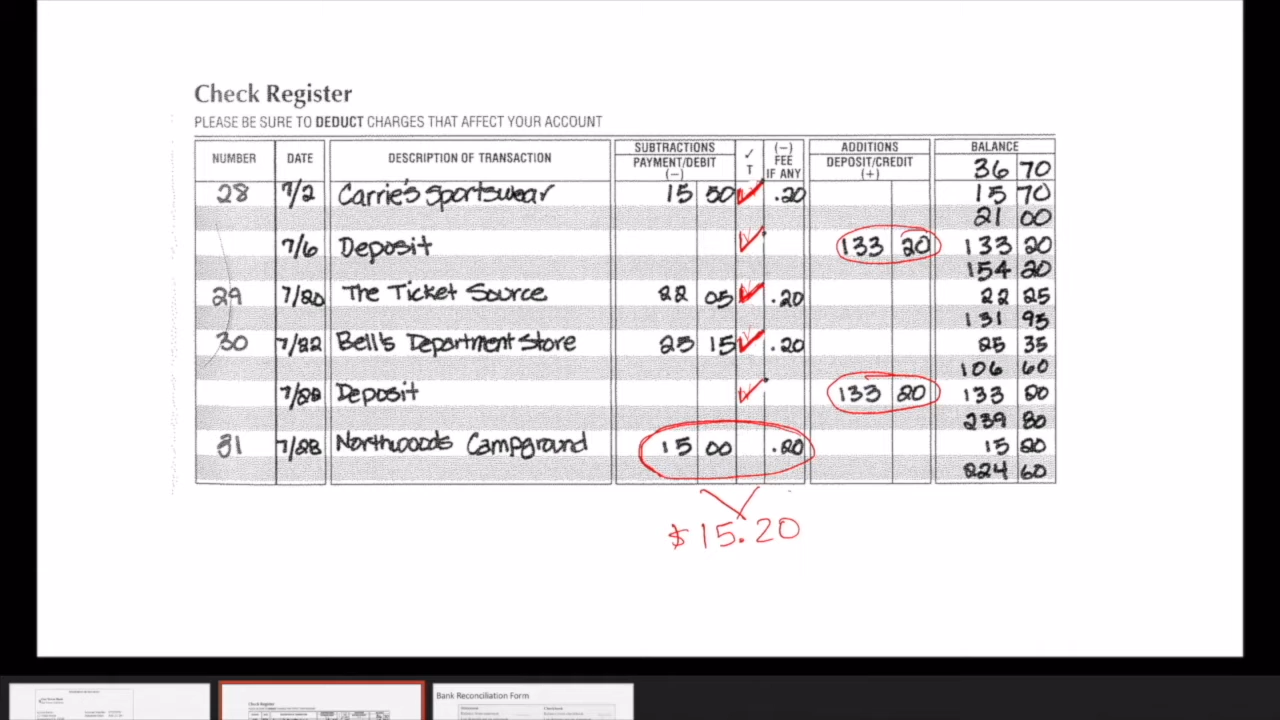 Check Register
PLEASE BE SURE TO DEDUCT CHARGES THAT AFFECT YOUR ACCOUNT
NUMBER DATE DESCRIPTION OF TRANSACTION SUBTRACTIONS PAYMENT/DEBIT (-) ✓ T (-) FEE IF ANY ADDITIONS DEPOSIT/CREDIT (+) BALANCE
36 70
28 7/2 Carrie's Sportswear 15 50 ✓ .20 15 70
21 00
7/6 Deposit ✓ 133 20 133 20
154 20
29 7/20 The Ticket Source 22 05 ✓ .20 22 25
131 95
30 7/22 Bell's Department Store 25 15 ✓ .20 25 35
106 60
Deposit ✓ 133 20 133 20
239 80
31 7/28 Northwoods Campground 15 00 .20 15 20
224 60
$15.20
Check Register
Bank Reconciliation Form